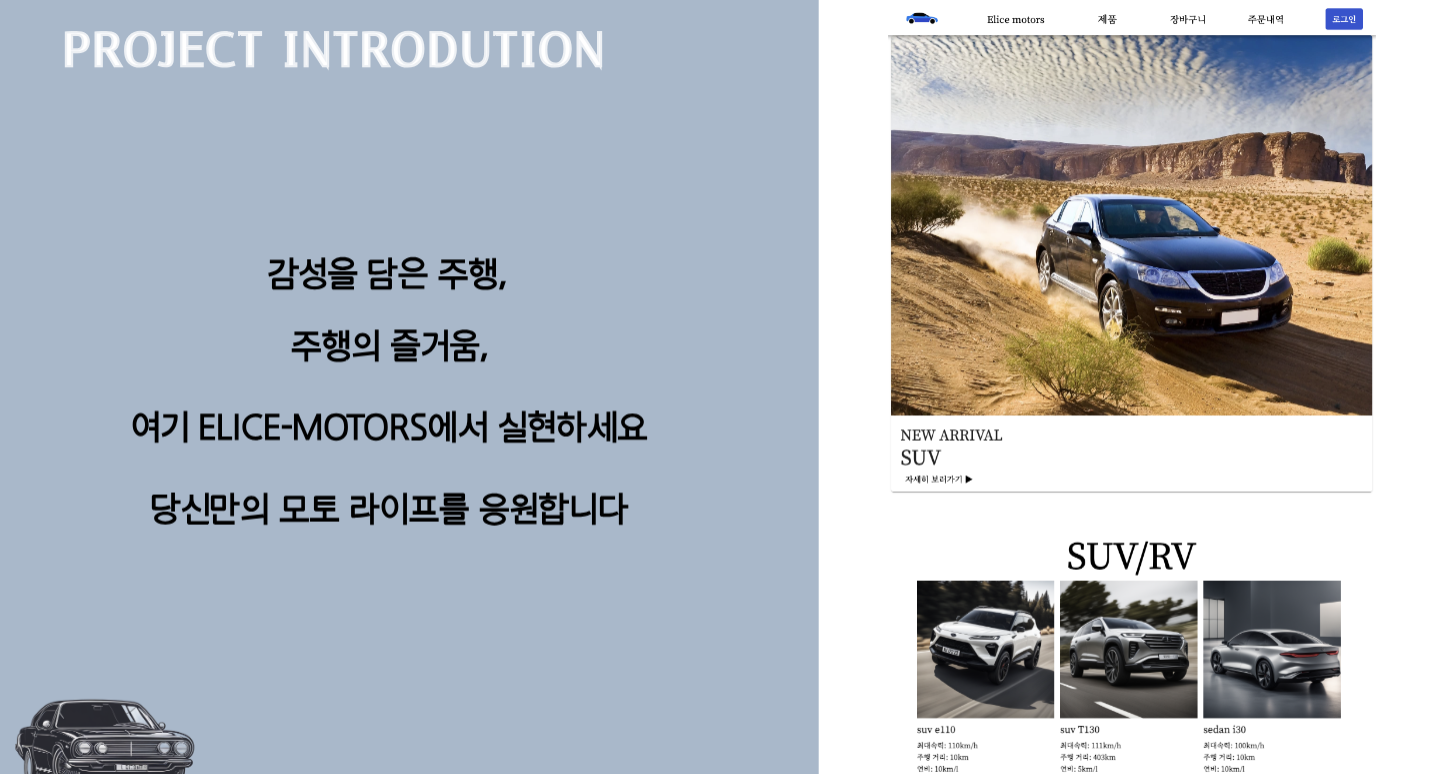 PROJECT INTRODUTION
감성을 담은 주행,
주행의 즐거움,
여기 ELICE-MOTORS에서 실현하세요
당신만의 모토 라이프를 응원합니다
Elice motors 제품 장바구니 주문내역 로그인
NEW ARRIVAL
SUV
자세히 보러가기 ▶
SUV/RV
suv e110
최대속력: 110km/h
주행 거리: 10km
연비: 10km/l
suv T130
최대속력: 111km/h
주행 거리: 403km
연비: 5km/l
sedan i30
최대속력: 100km/h
주행 거리: 10km
연비: 10km/l